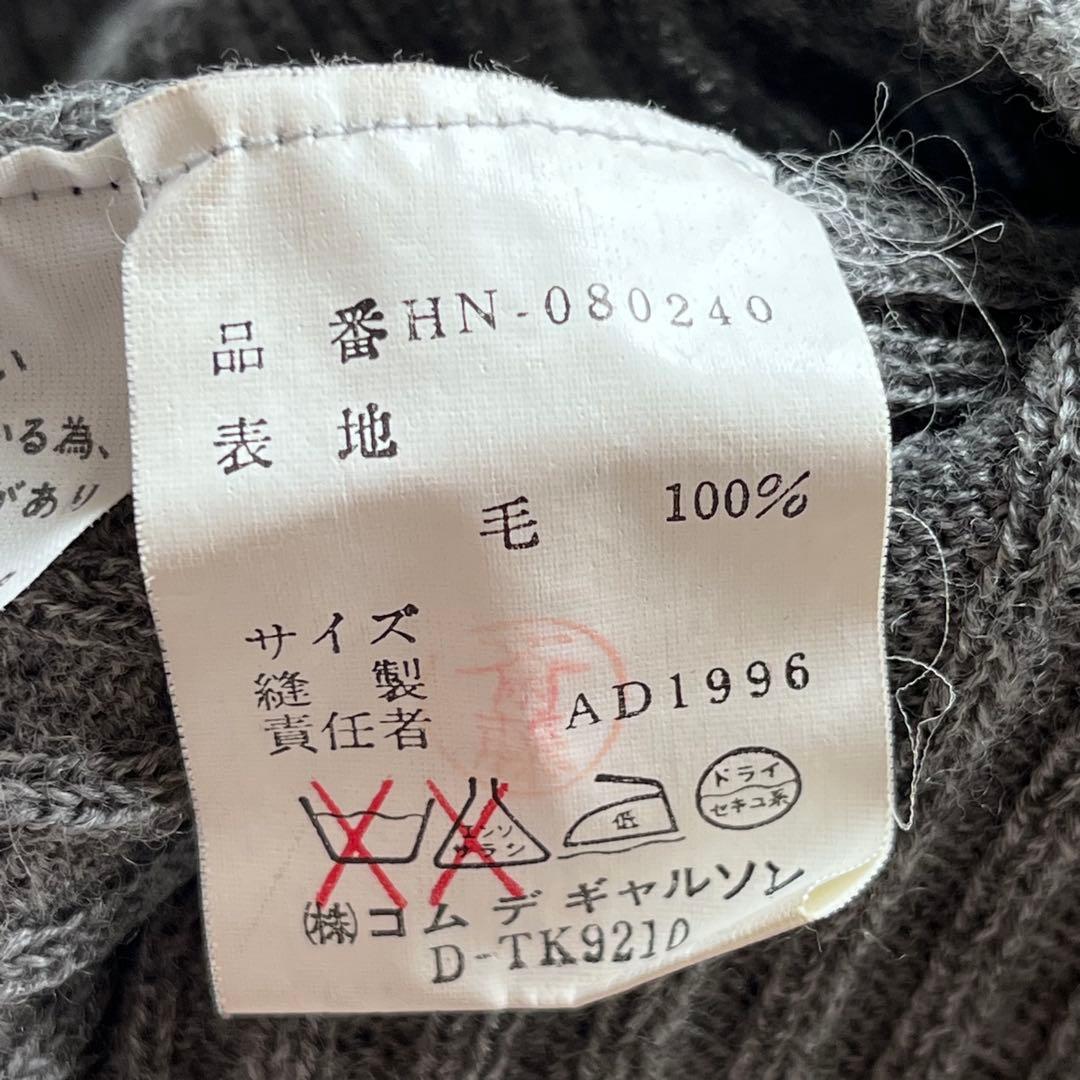 い
いる為、
があり
品 番 HN-080240
表 地
毛 100%
サイズ
縫 製
責任者
AD1996
エンソ
サラシ
低
ドライ
セキユ系
㈱コム デ ギャルソン
D-TK9210